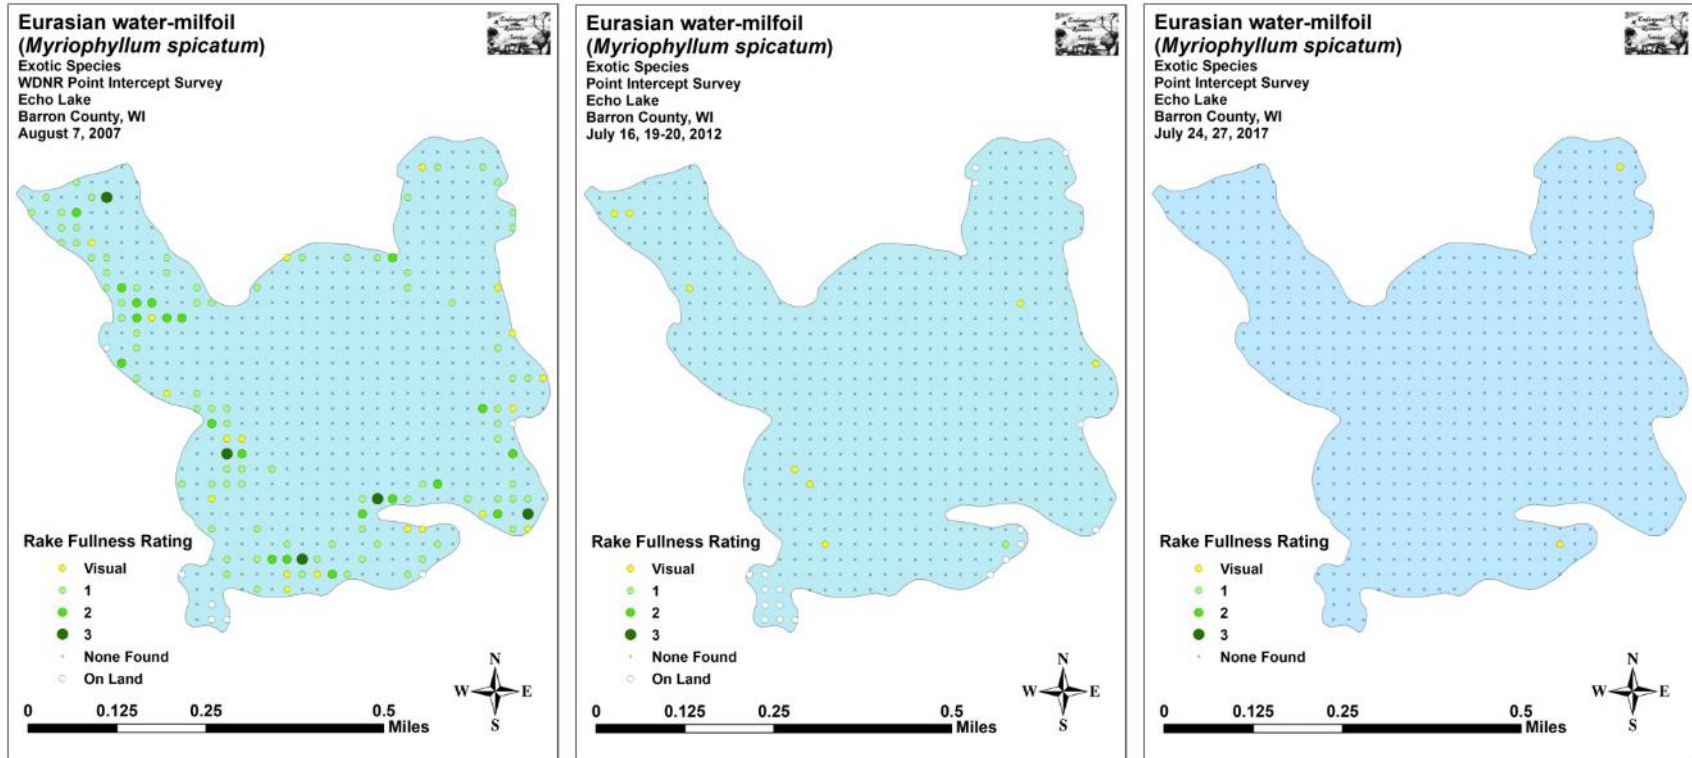 Eurasian water-milfoil
(Myriophyllum spicatum)
Exotic Species
WDNR Point Intercept Survey
Echo Lake
Barron County, WI
August 7, 2007
Rake Fullness Rating
Visual
1
2
3
None Found
On Land
N
W E
S
0 0.125 0.25 0.5
Miles
Eurasian water-milfoil
(Myriophyllum spicatum)
Exotic Species
Point Intercept Survey
Echo Lake
Barron County, WI
July 16, 19-20, 2012
Rake Fullness Rating
Visual
1
2
3
None Found
On Land
N
W E
S
0 0.125 0.25 0.5
Miles
Eurasian water-milfoil
(Myriophyllum spicatum)
Exotic Species
Point Intercept Survey
Echo Lake
Barron County, WI
July 24, 27, 2017
Rake Fullness Rating
Visual
1
2
3
None Found
N
W E
S
0 0.125 0.25 0.5
Miles